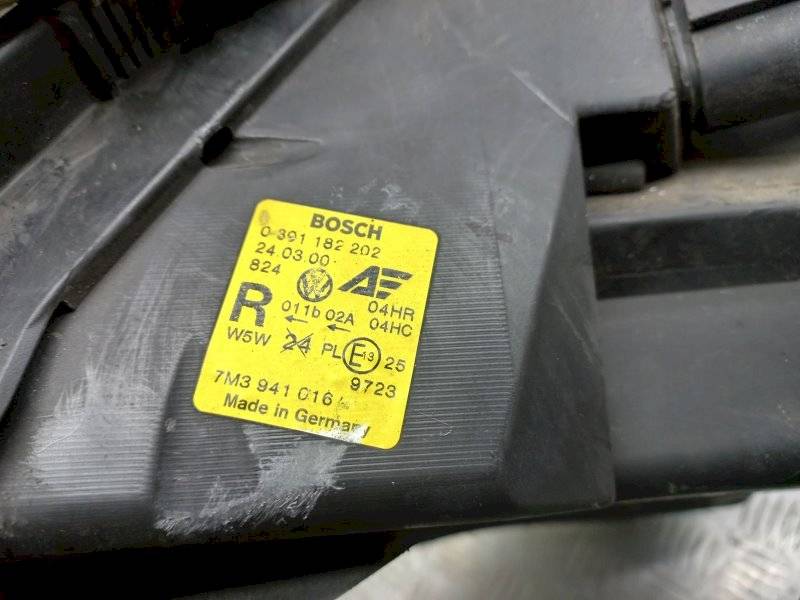 BOSCH
0 391 182 202
24.03.00
824
R
011b 02A
04HR
04HC
W5W 24 PL E 13 25
9723
7M3 941 016
Made in Germany